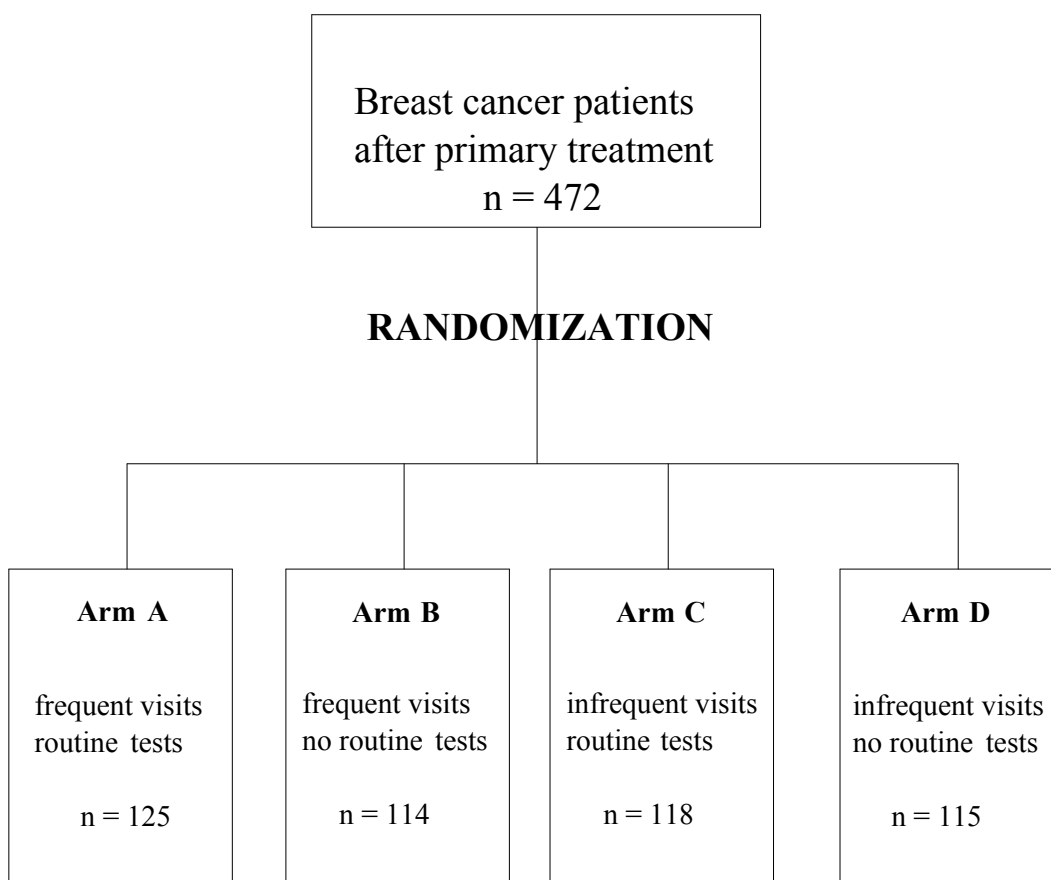 Breast cancer patients
after primary treatment
n = 472
RANDOMIZATION
Arm A
frequent visits
routine tests
n = 125
Arm B
frequent visits
no routine tests
n = 114
Arm C
infrequent visits
routine tests
n = 118
Arm D
infrequent visits
no routine tests
n = 115